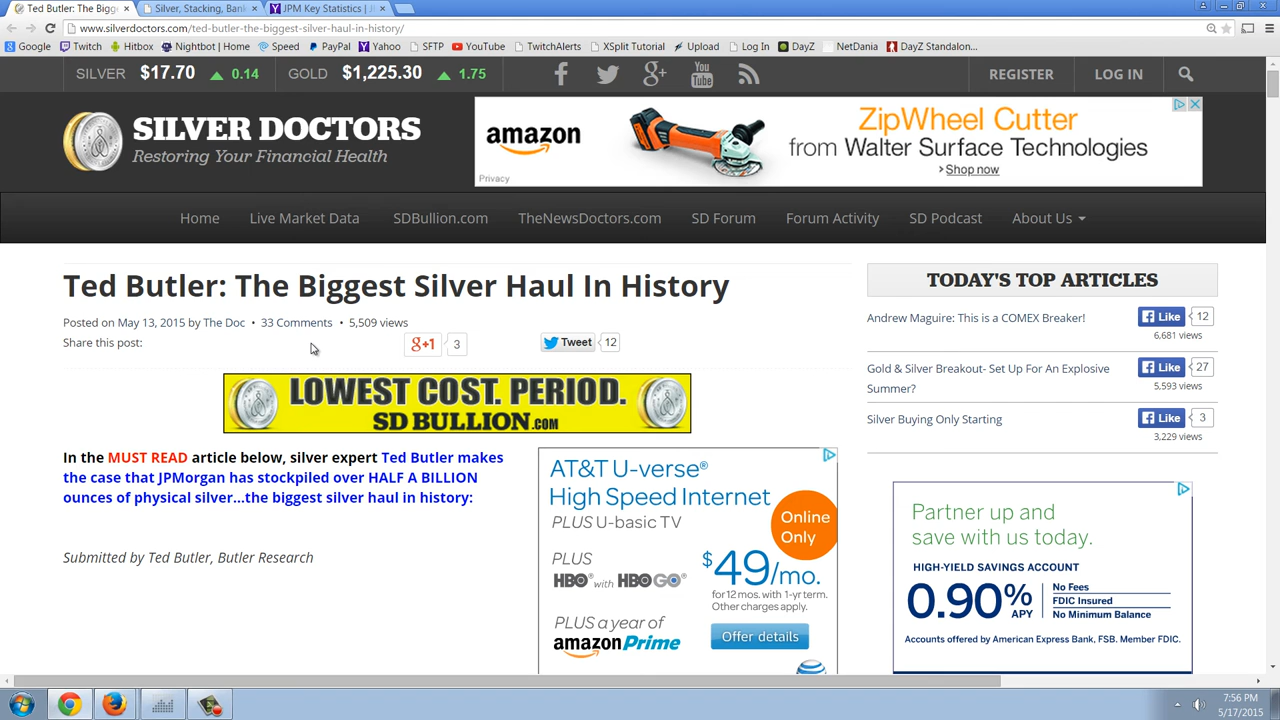 Ted Butler: The Bigg
Silver, Stacking, Bank
JPM Key Statistics | J
www.silverdoctors.com/ted-butler-the-biggest-silver-haul-in-history/
Google Twitch Hitbox Nightbot | Home Speed PayPal Yahoo SFTP YouTube TwitchAlerts XSplit Tutorial Upload Log In DayZ NetDania DayZ Standalon...
SILVER $17.70 0.14 GOLD $1,225.30 1.75 REGISTER LOG IN
SILVER DOCTORS
Restoring Your Financial Health
amazon
ZipWheel Cutter
from Walter Surface Technologies
›Shop now
Privacy
Home Live Market Data SDBullion.com TheNewsDoctors.com SD Forum Forum Activity SD Podcast About Us
Ted Butler: The Biggest Silver Haul In History
Posted on May 13, 2015 by The Doc • 33 Comments • 5,509 views
Share this post:
g+1 3
Tweet 12
LOWEST COST. PERIOD.
SD BULLION.COM
In the MUST READ article below, silver expert Ted Butler makes
the case that JPMorgan has stockpiled over HALF A BILLION
ounces of physical silver...the biggest silver haul in history:
Submitted by Ted Butler, Butler Research
AT&T U-verse®
High Speed Internet
PLUS U-basic TV
Online
Only
PLUS
HBO® with HBO GO®
$49/mo.
for 12 mos. with 1-yr term.
Other charges apply.
PLUS a year of
amazonPrime
Offer details
TODAY'S TOP ARTICLES
Andrew Maguire: This is a COMEX Breaker!
Like 12
6,681 views
Gold & Silver Breakout- Set Up For An Explosive
Summer?
Like 27
5,593 views
Silver Buying Only Starting
Like 3
3,229 views
Partner up and
save with us today.
HIGH-YIELD SAVINGS ACCOUNT
0.90% APY
No Fees
FDIC Insured
No Minimum Balance
Accounts offered by American Express Bank, FSB. Member FDIC.
7:56 PM
5/17/2015